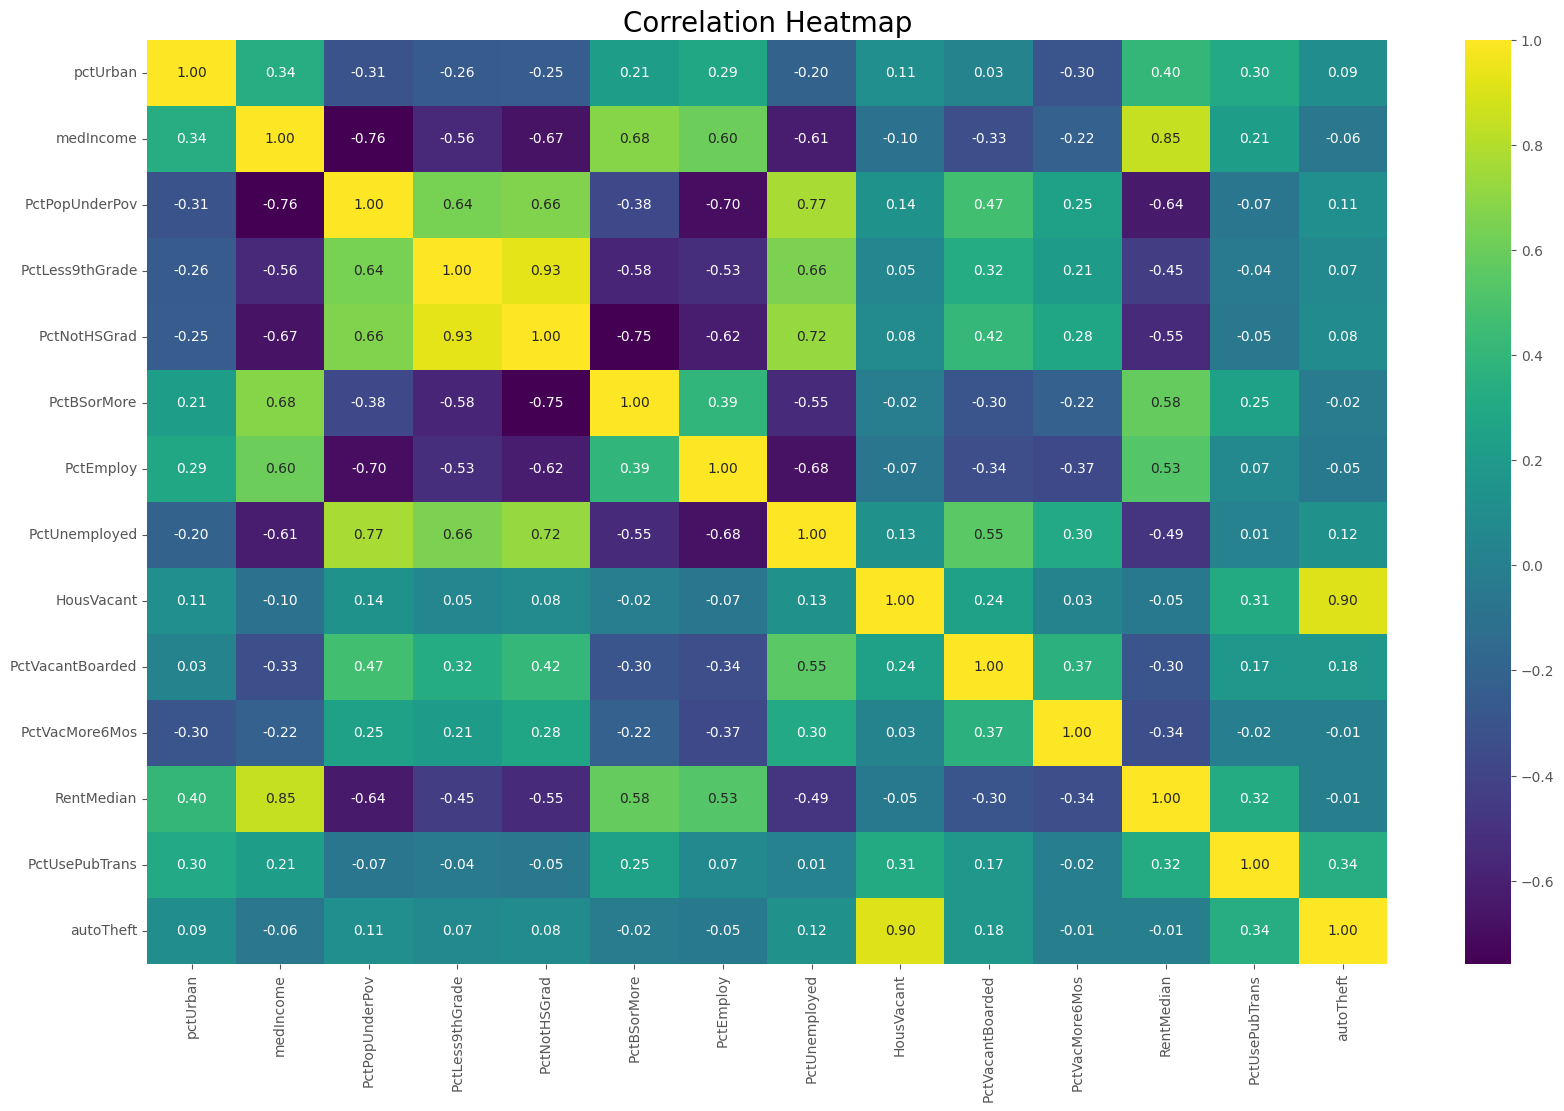 Correlation Heatmap
pctUrban 1.00 0.34 -0.31 -0.26 -0.25 0.21 0.29 -0.20 0.11 0.03 -0.30 0.40 0.30 0.09
medIncome 0.34 1.00 -0.76 -0.56 -0.67 0.68 0.60 -0.61 -0.10 -0.33 -0.22 0.85 0.21 -0.06
PctPopUnderPov -0.31 -0.76 1.00 0.64 0.66 -0.38 -0.70 0.77 0.14 0.47 0.25 -0.64 -0.07 0.11
PctLess9thGrade -0.26 -0.56 0.64 1.00 0.93 -0.58 -0.53 0.66 0.05 0.32 0.21 -0.45 -0.04 0.07
PctNotHSGrad -0.25 -0.67 0.66 0.93 1.00 -0.75 -0.62 0.72 0.08 0.42 0.28 -0.55 -0.05 0.08
PctBSorMore 0.21 0.68 -0.38 -0.58 -0.75 1.00 0.39 -0.55 -0.02 -0.30 -0.22 0.58 0.25 -0.02
PctEmploy 0.29 0.60 -0.70 -0.53 -0.62 0.39 1.00 -0.68 -0.07 -0.34 -0.37 0.53 0.07 -0.05
PctUnemployed -0.20 -0.61 0.77 0.66 0.72 -0.55 -0.68 1.00 0.13 0.55 0.30 -0.49 0.01 0.12
HousVacant 0.11 -0.10 0.14 0.05 0.08 -0.02 -0.07 0.13 1.00 0.24 0.03 -0.05 0.31 0.90
PctVacantBoarded 0.03 -0.33 0.47 0.32 0.42 -0.30 -0.34 0.55 0.24 1.00 0.37 -0.30 0.17 0.18
PctVacMore6Mos -0.30 -0.22 0.25 0.21 0.28 -0.22 -0.37 0.30 0.03 0.37 1.00 -0.34 -0.02 -0.01
RentMedian 0.40 0.85 -0.64 -0.45 -0.55 0.58 0.53 -0.49 -0.05 -0.30 -0.34 1.00 0.32 -0.01
PctUsePubTrans 0.30 0.21 -0.07 -0.04 -0.05 0.25 0.07 0.01 0.31 0.17 -0.02 0.32 1.00 0.34
autoTheft 0.09 -0.06 0.11 0.07 0.08 -0.02 -0.05 0.12 0.90 0.18 -0.01 -0.01 0.34 1.00
pctUrban
medIncome
PctPopUnderPov
PctLess9thGrade
PctNotHSGrad
PctBSorMore
PctEmploy
PctUnemployed
HousVacant
PctVacantBoarded
PctVacMore6Mos
RentMedian
PctUsePubTrans
autoTheft
1.0
0.8
0.6
0.4
0.2
0.0
−0.2
−0.4
−0.6